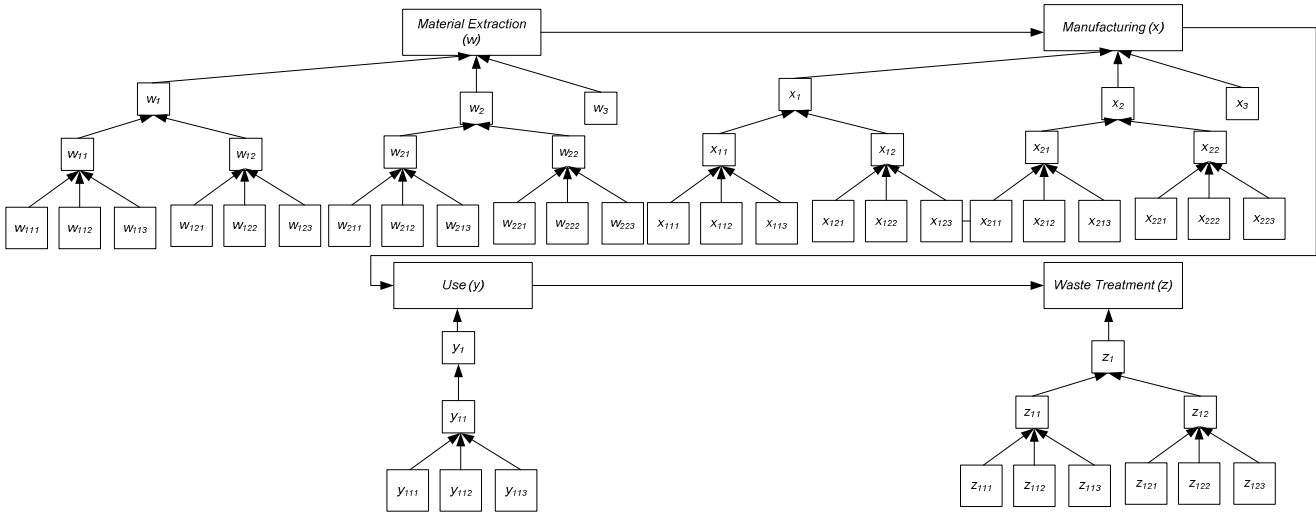 Material Extraction
(w)
Manufacturing (x)
w₁
w₂
w₃
x₁
x₂
x₃
w₁₁
w₁₂
w₂₁
w₂₂
x₁₁
x₁₂
x₂₁
x₂₂
w₁₁₁
w₁₁₂
w₁₁₃
w₁₂₁
w₁₂₂
w₁₂₃
w₂₁₁
w₂₁₂
w₂₁₃
w₂₂₁
w₂₂₂
w₂₂₃
x₁₁₁
x₁₁₂
x₁₁₃
x₁₂₁
x₁₂₂
x₁₂₃
x₂₁₁
x₂₁₂
x₂₁₃
x₂₂₁
x₂₂₂
x₂₂₃
Use (y)
Waste Treatment (z)
y₁
z₁
y₁₁
z₁₁
z₁₂
y₁₁₁
y₁₁₂
y₁₁₃
z₁₁₁
z₁₁₂
z₁₁₃
z₁₂₁
z₁₂₂
z₁₂₃